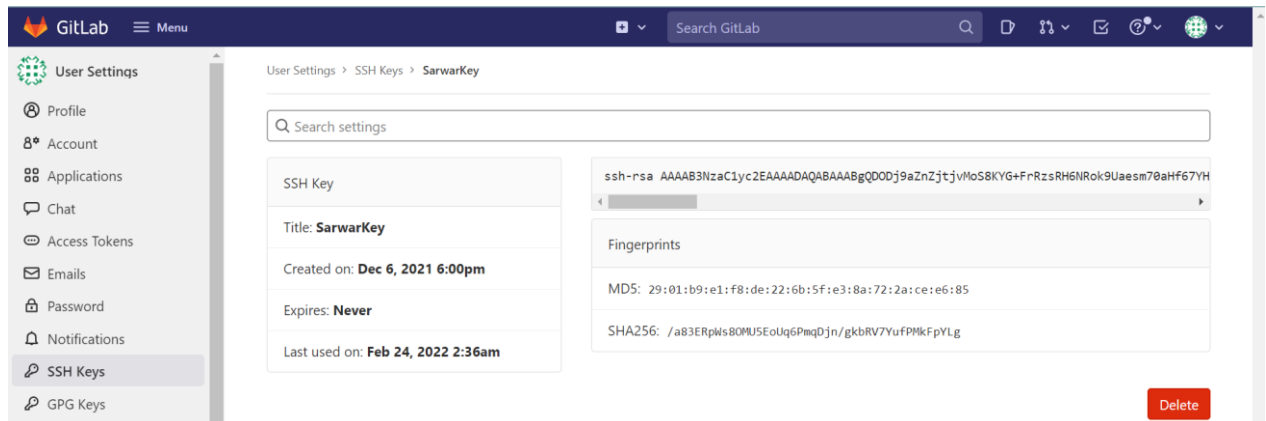 GitLab Menu Search GitLab
User Settings
Profile
Account
Applications
Chat
Access Tokens
Emails
Password
Notifications
SSH Keys
GPG Keys
User Settings > SSH Keys > SarwarKey
Search settings
SSH Key
Title: SarwarKey
Created on: Dec 6, 2021 6:00pm
Expires: Never
Last used on: Feb 24, 2022 2:36am
ssh-rsa AAAAB3NzaC1yc2EAAAADAQABAAABgQDODj9aZnZjtjvMoS8KYG+FrRzsRH6NRok9Uaesm70aHf67YH
Fingerprints
MD5: 29:01:b9:e1:f8:de:22:6b:5f:e3:8a:72:2a:ce:e6:85
SHA256: /a83ERpWs8OMU5EoUq6PmqDjn/gkbRV7YufPMkFpYLg
Delete